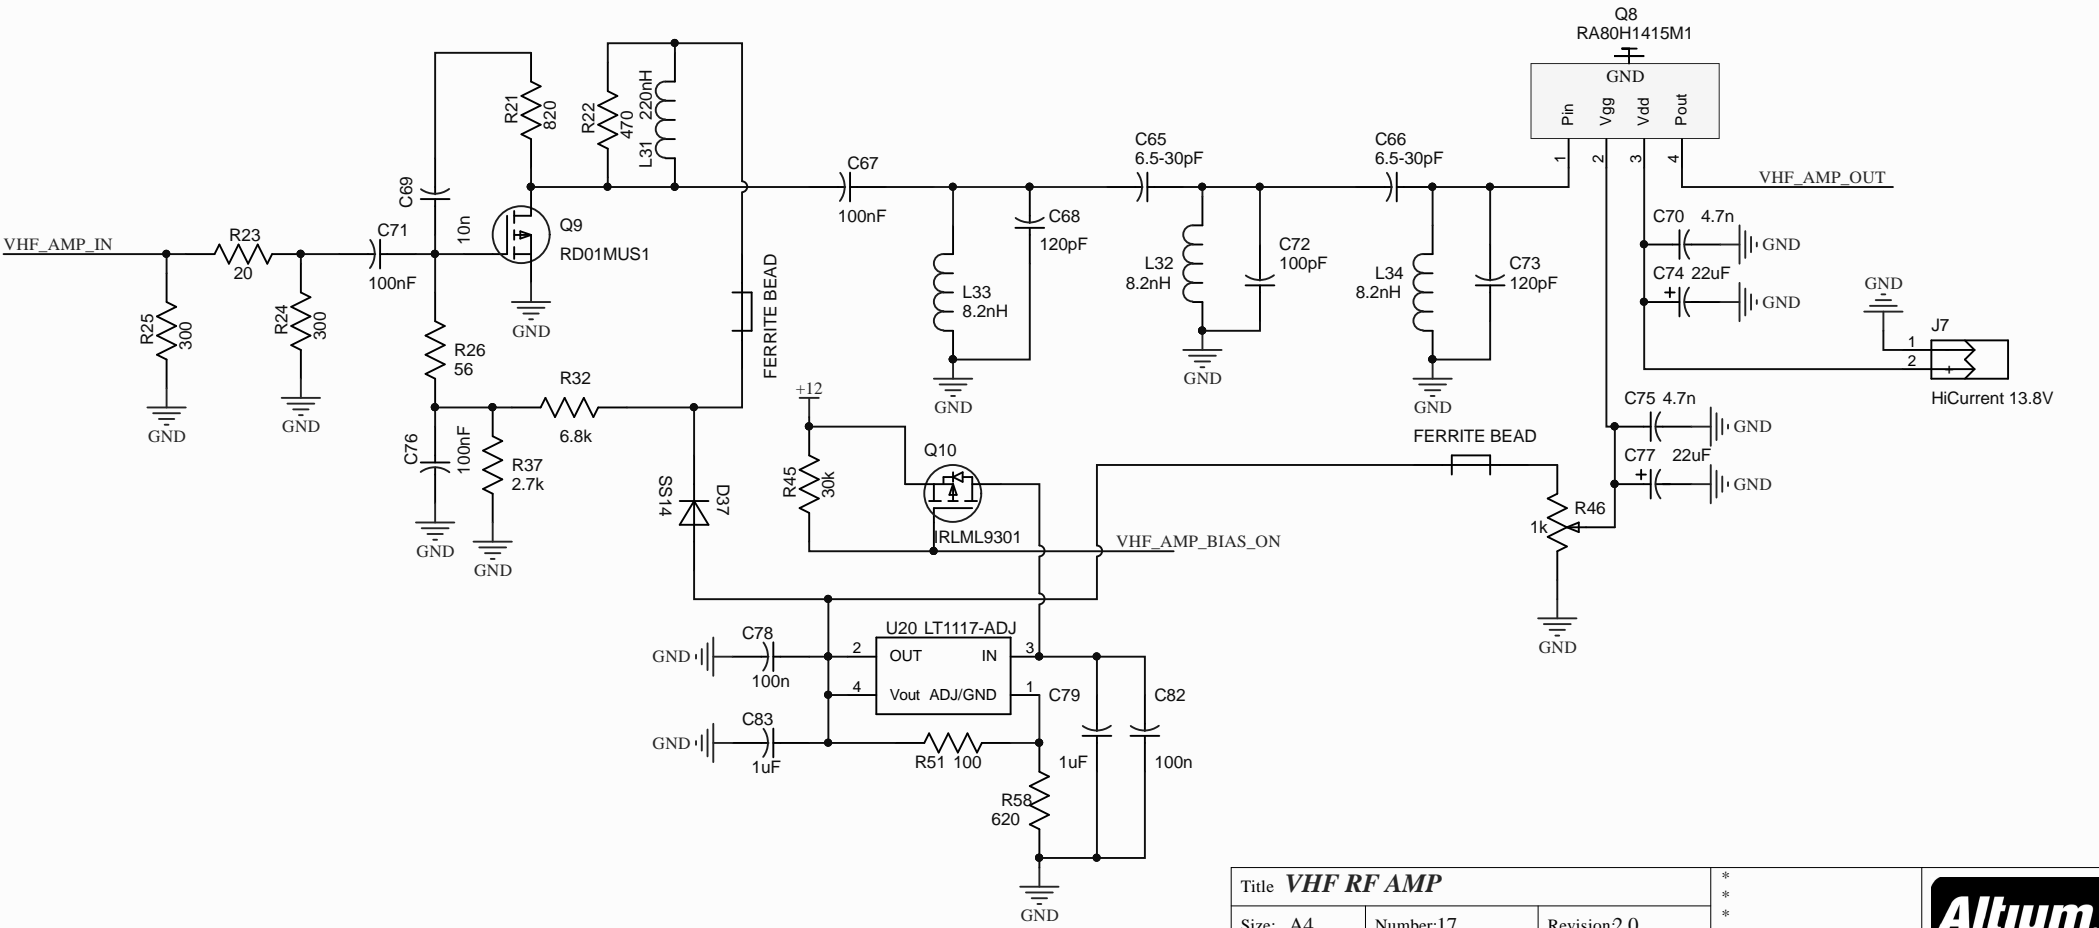 Q8
RA80H1415M1
GND
Pin
Vgg
Vdd
Pout
1
2
3
4
VHF_AMP_OUT
R21
820
R22
470
L31
220nH
C69
10n
C71
100nF
VHF_AMP_IN
R23
20
R25
300
R24
300
GND
GND
Q9
RD01MUS1
GND
FERRITE BEAD
C67
100nF
L33
8.2nH
C68
120pF
GND
C65
6.5-30pF
L32
8.2nH
C72
100pF
GND
C66
6.5-30pF
L34
8.2nH
C73
120pF
GND
C70 4.7n
GND
C74 22uF
+
GND
GND
J7
1
2
+
HiCurrent 13.8V
C75 4.7n
GND
C77 22uF
+
GND
FERRITE BEAD
R46
1k
GND
R26
56
R32
6.8k
C76
100nF
R37
2.7k
GND
GND
D37
SS14
+12
R45
30k
Q10
IRLML9301
VHF_AMP_BIAS_ON
U20 LT1117-ADJ
2
OUT
IN
3
4
Vout
ADJ/GND
1
GND
C78
100n
GND
C83
1uF
R51 100
R58
620
C79
1uF
C82
100n
GND
Title VHF RF AMP
Size: A4
Number:17
Revision:2.0
*
*
*
Altium